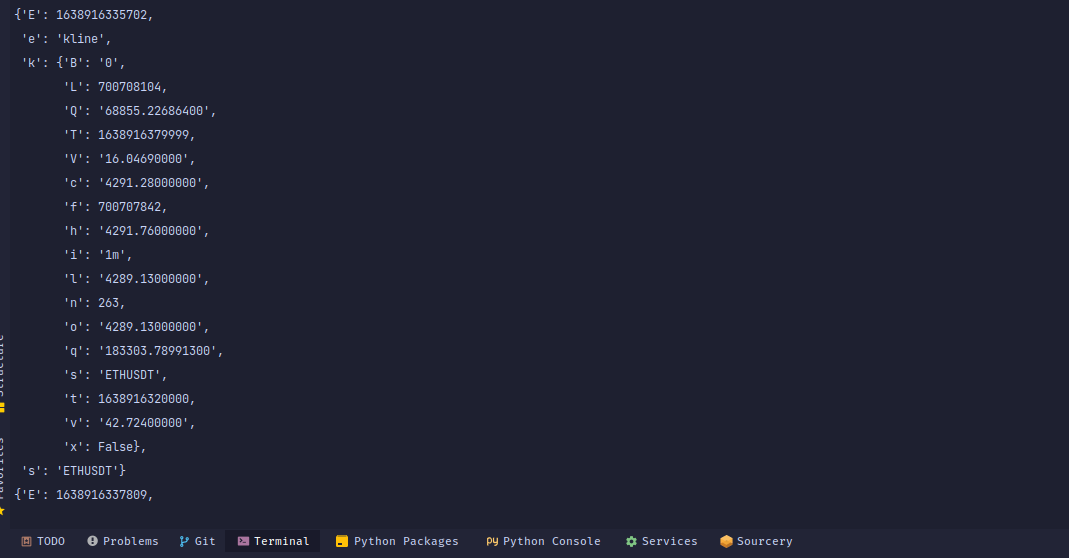 {'E': 1638916335702,
 'e': 'kline',
 'k': {'B': '0',
       'L': 700708104,
       'Q': '68855.22686400',
       'T': 1638916379999,
       'V': '16.04690000',
       'c': '4291.28000000',
       'f': 700707842,
       'h': '4291.76000000',
       'i': '1m',
       'l': '4289.13000000',
       'n': 263,
       'o': '4289.13000000',
       'q': '183303.78991300',
       's': 'ETHUSDT',
       't': 1638916320000,
       'v': '42.72400000',
       'x': False},
 's': 'ETHUSDT'}
{'E': 1638916337809,
Structure
Favorites
TODO Problems Git Terminal Python Packages Python Console Services Sourcery